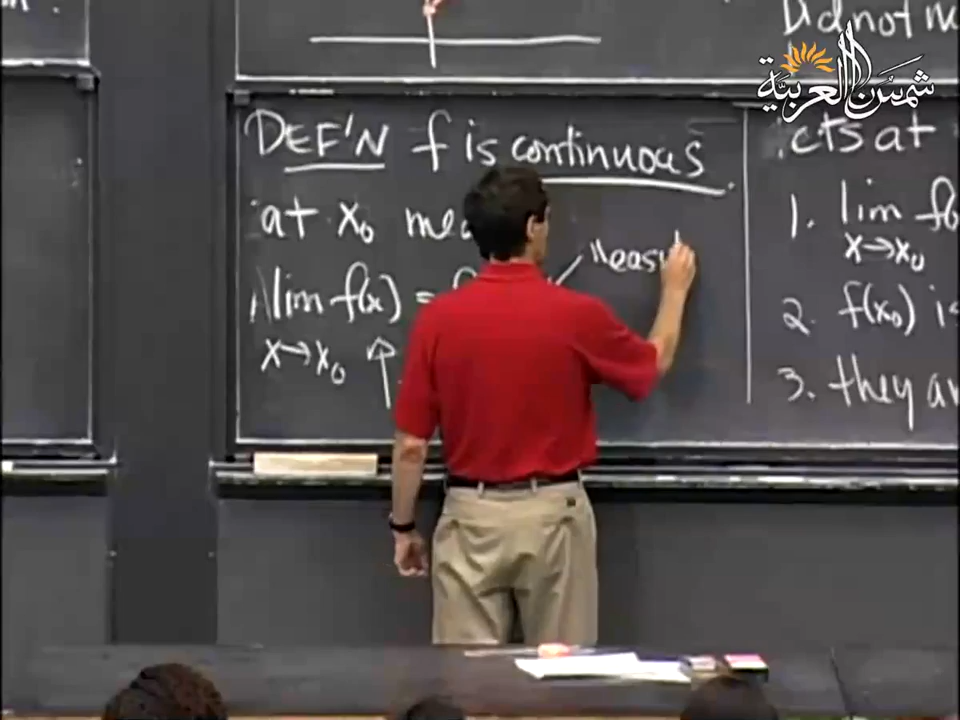 Did not
شمس العربية
DEF'N f is continuous
at x₀
lim f(x) =
x→x₀
"easy
cts at
1. lim f(
x→x₀
2. f(x₀) is
3. they